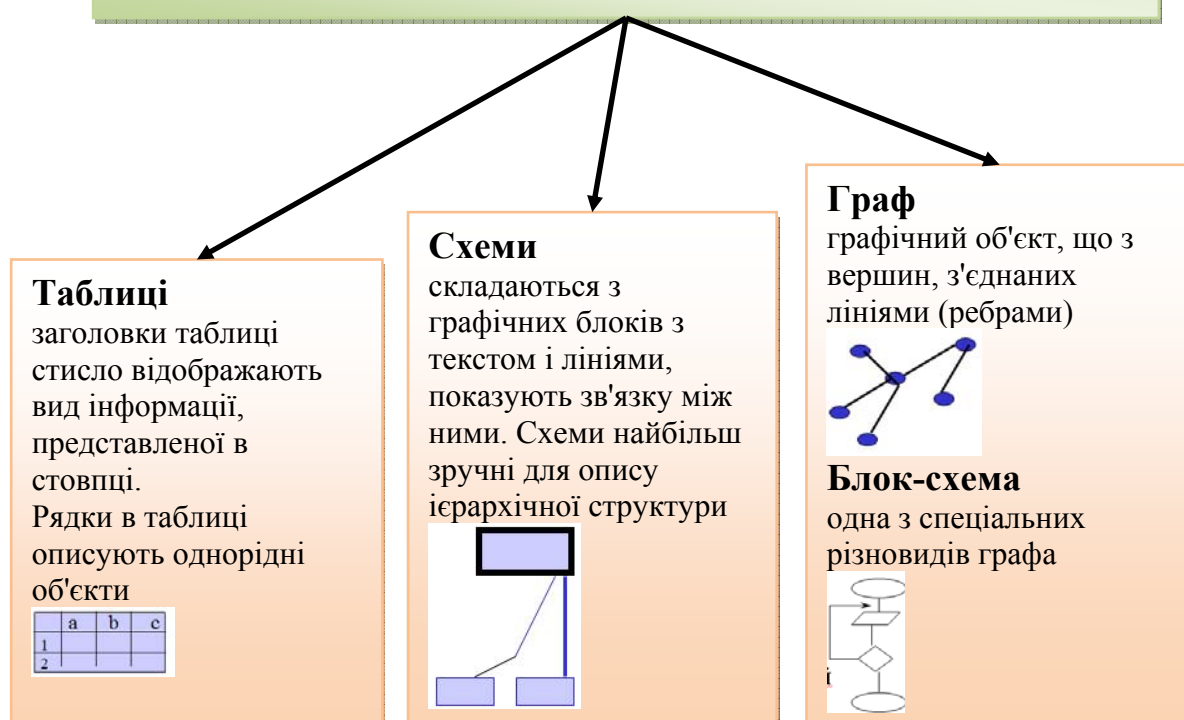 Таблиці
заголовки таблиці
стисло відображають
вид інформації,
представленої в
стовпці.
Рядки в таблиці
описують однорідні
об'єкти
a b c
1
2
Схеми
складаються з
графічних блоків з
текстом і лініями,
показують зв'язку між
ними. Схеми найбільш
зручні для опису
ієрархічної структури
Граф
графічний об'єкт, що з
вершин, з'єднаних
лініями (ребрами)
Блок-схема
одна з спеціальних
різновидів графа